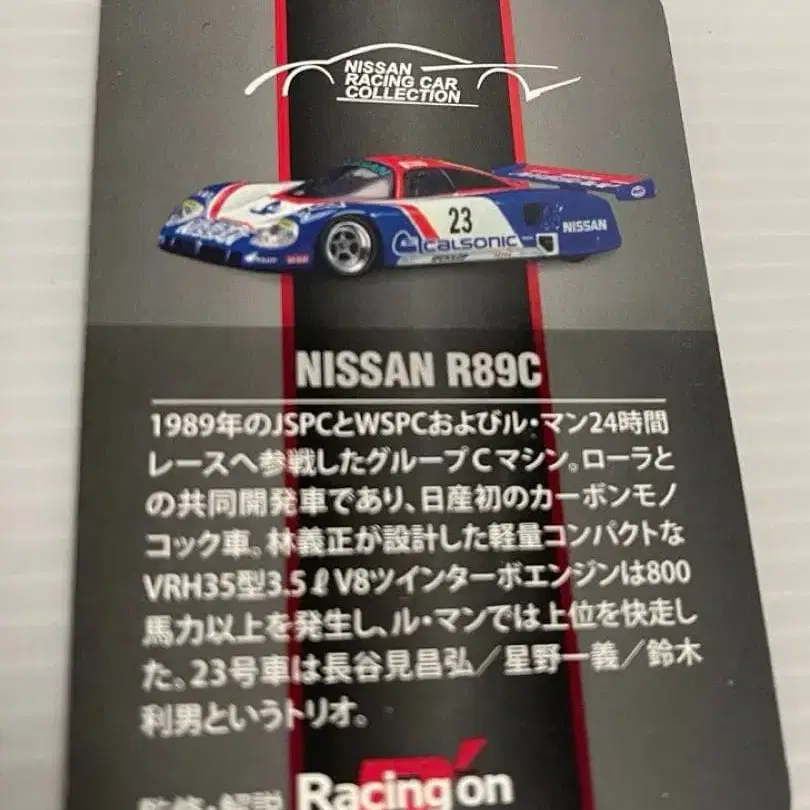 NISSAN
RACING CAR
COLLECTION
23
calsonic
NISSAN
NISSAN R89C
1989年のJSPCとWSPCおよびル・マン24時間
レースへ参戦したグループCマシン。ローラと
の共同開発車であり、日産初のカーボンモノ
コック車。林義正が設計した軽量コンパクトな
VRH35型3.5ℓV8ツインターボエンジンは800
馬力以上を発生し、ル・マンでは上位を快走し
た。23号車は長谷見昌弘／星野一義／鈴木
利男というトリオ。
監修・解説 Racing on